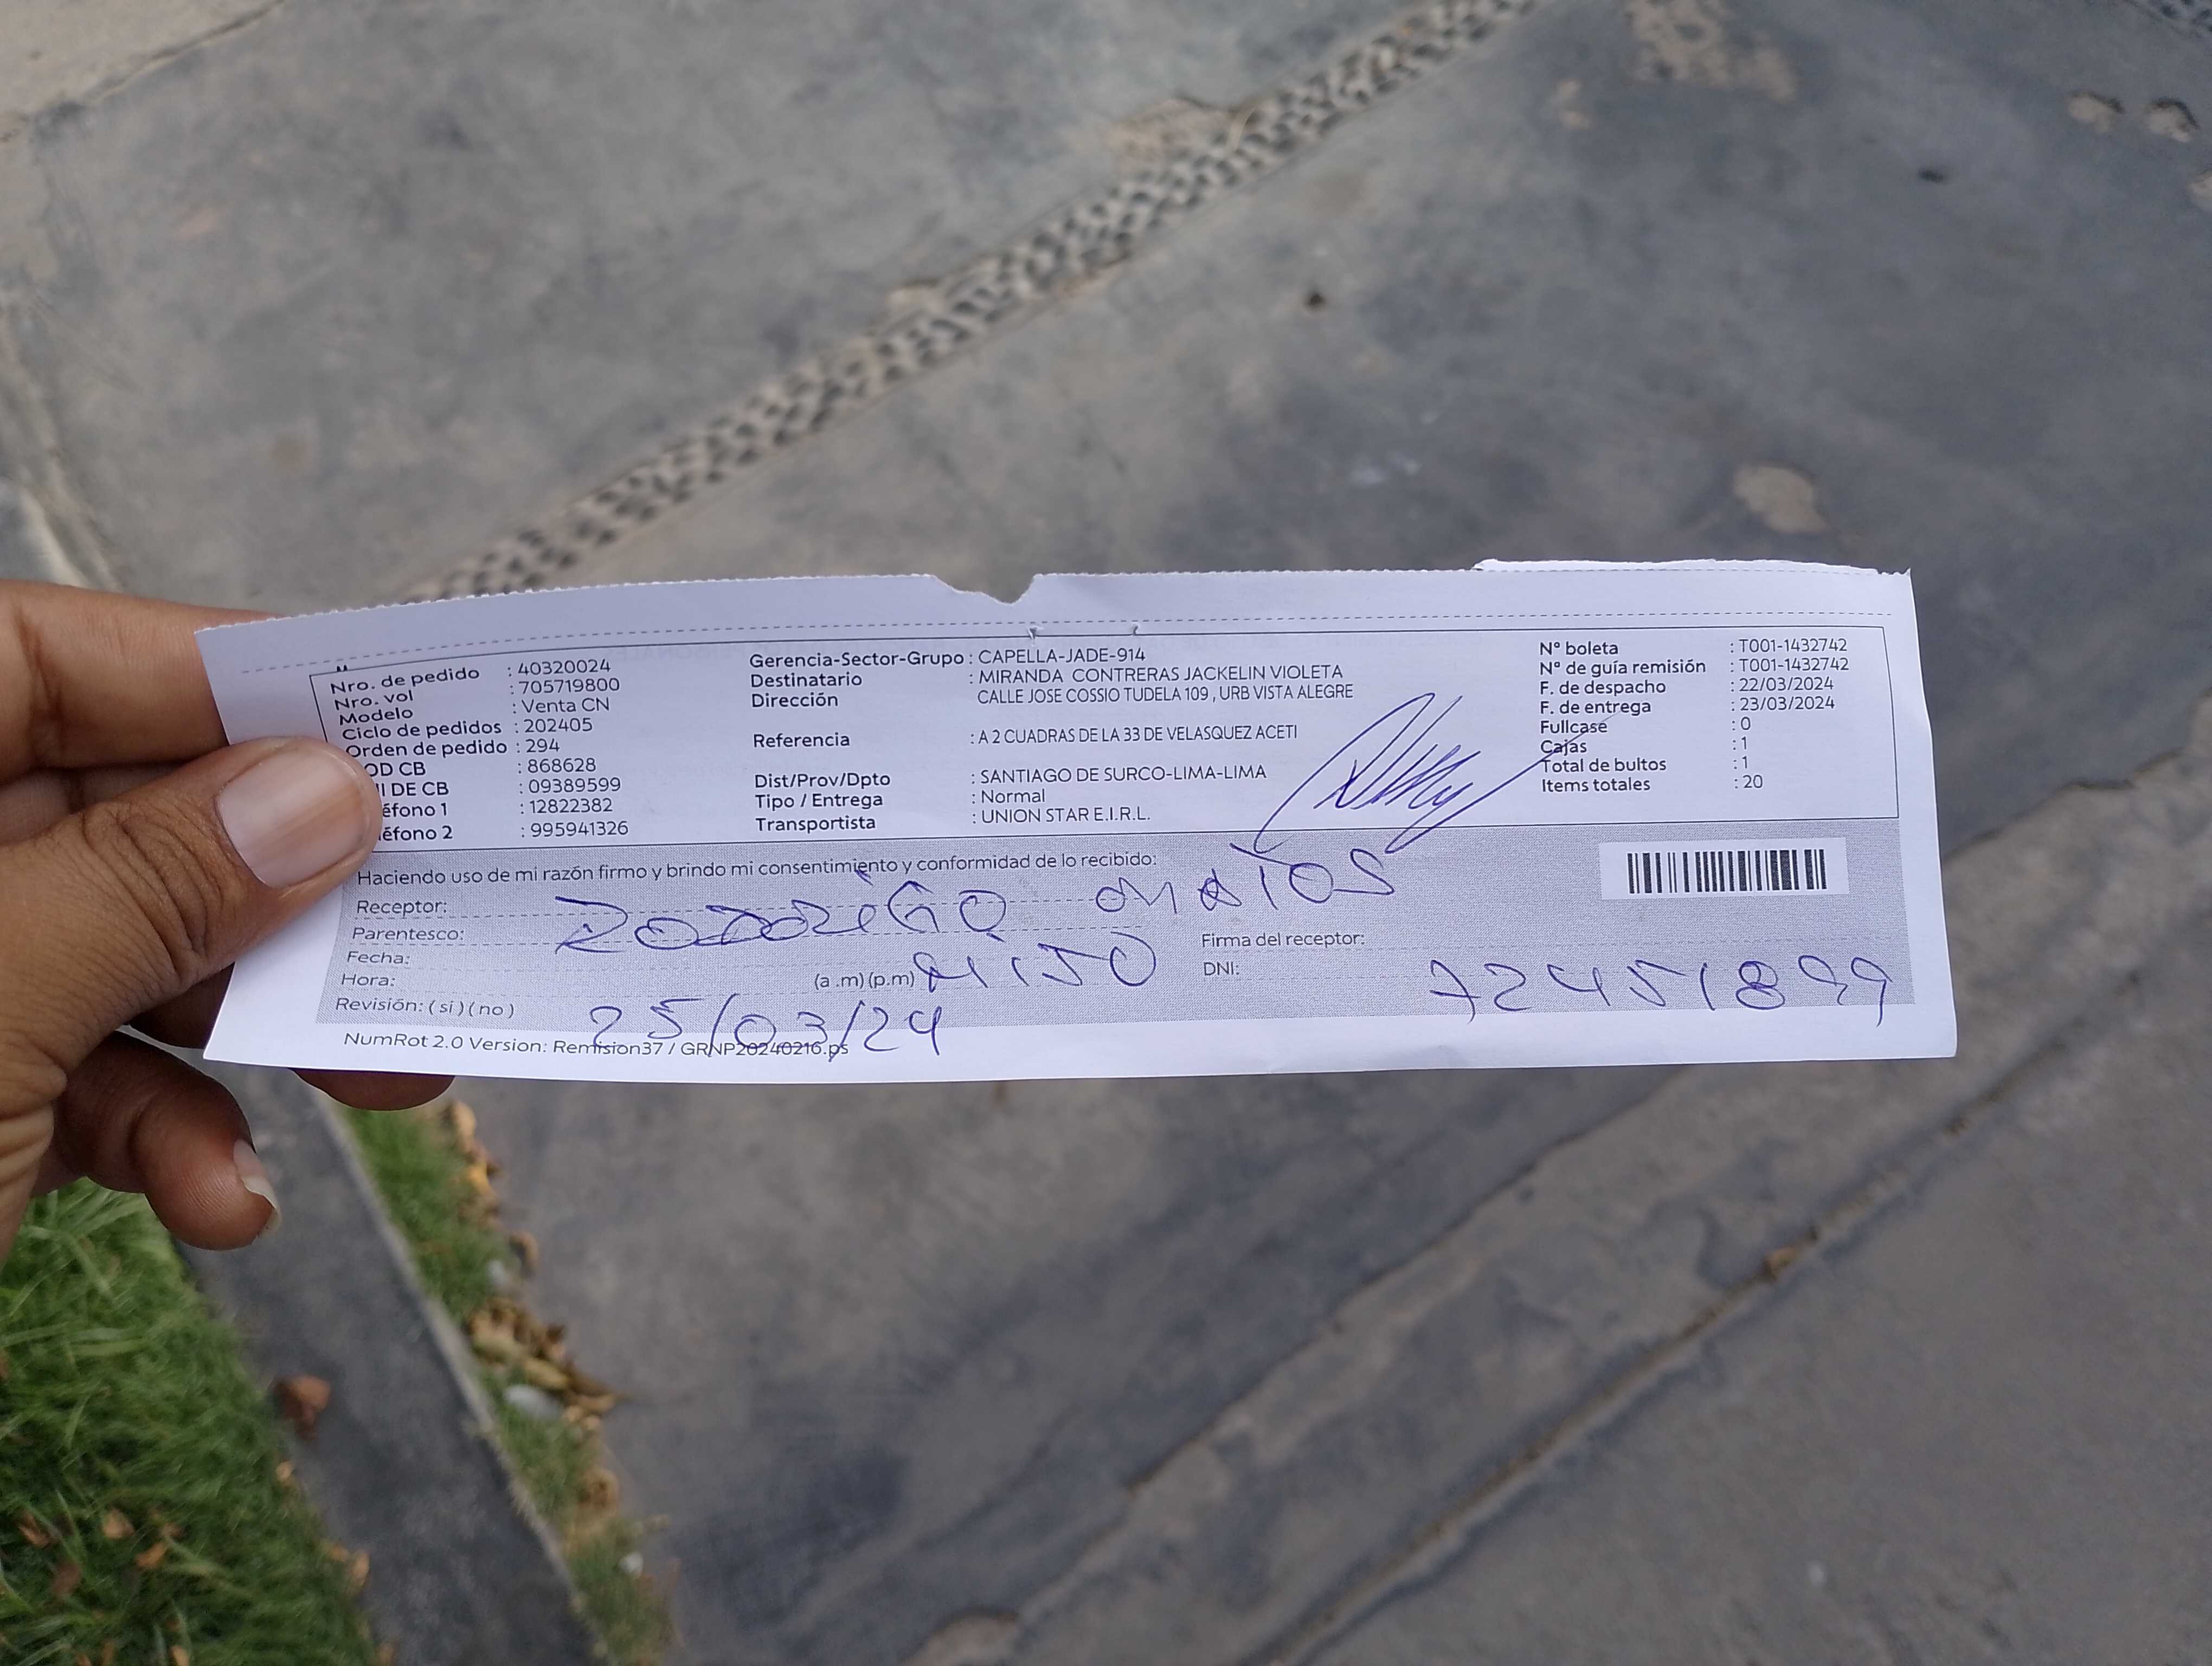 Nro. de pedido : 40320024
Nro. vol : 705719800
Modelo : Venta CN
Ciclo de pedidos : 202405
Orden de pedido : 294
OD CB : 868628
I DE CB : 09389599
éfono 1 : 12822382
éfono 2 : 995941326
Gerencia-Sector-Grupo : CAPELLA-JADE-914
Destinatario : MIRANDA CONTRERAS JACKELIN VIOLETA
Dirección CALLE JOSE COSSIO TUDELA 109 , URB VISTA ALEGRE
Referencia : A 2 CUADRAS DE LA 33 DE VELASQUEZ ACETI
Dist/Prov/Dpto : SANTIAGO DE SURCO-LIMA-LIMA
Tipo / Entrega : Normal
Transportista : UNION STAR E.I.R.L.
Nº boleta : T001-1432742
Nº de guía remisión : T001-1432742
F. de despacho : 22/03/2024
F. de entrega : 23/03/2024
Fullcase : 0
Cajas : 1
Total de bultos : 1
Items totales : 20
Haciendo uso de mi razón firmo y brindo mi consentimiento y conformidad de lo recibido:
Receptor:
Parentesco:
Fecha:
Hora: (a .m) (p.m)
Revisión: ( si ) ( no ) 25/03/24
Firma del receptor:
DNI: 72451899
NumRot 2.0 Version: Remision37 / GRNP20240216.ps